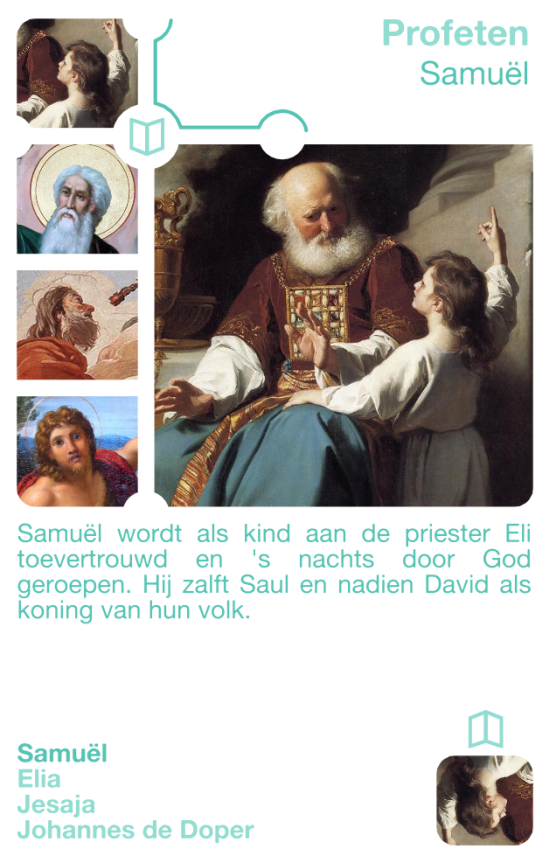 Profeten
Samuël
Samuël wordt als kind aan de priester Eli
toevertrouwd en 's nachts door God
geroepen. Hij zalft Saul en nadien David als
koning van hun volk.
Samuël
Elia
Jesaja
Johannes de Doper